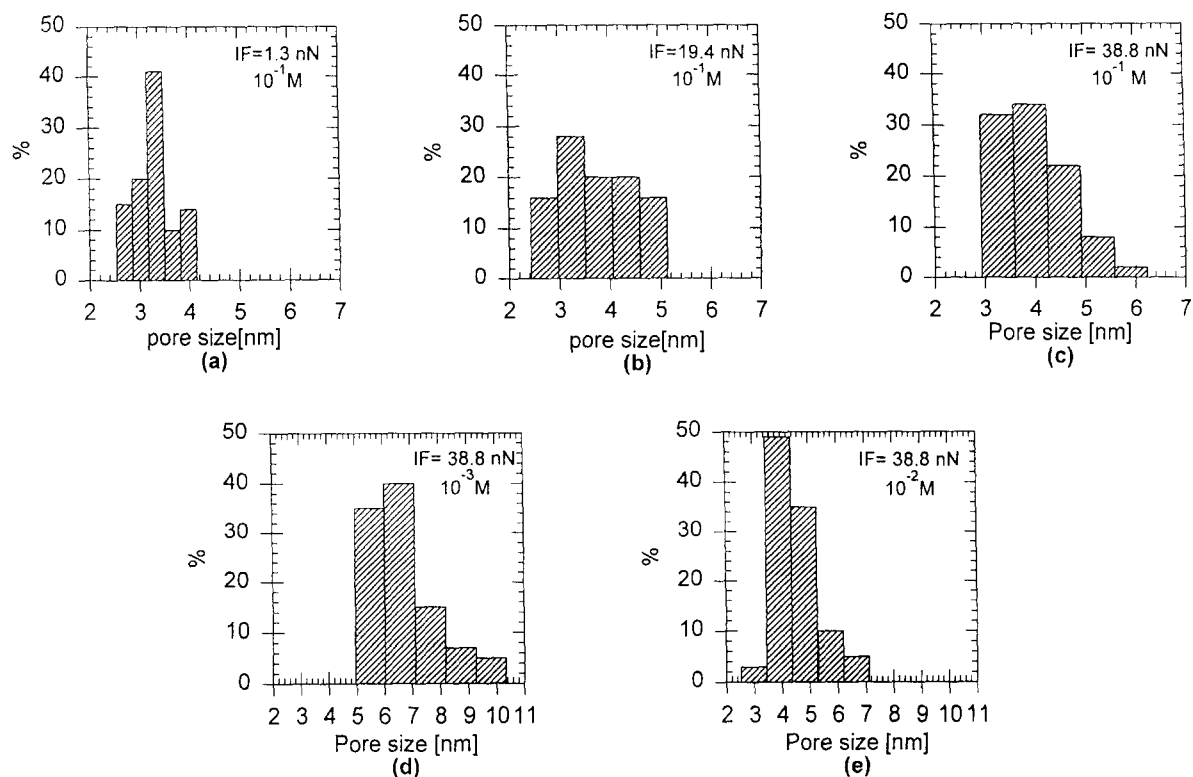 50
40
30
20
10
0
%
IF=1.3 nN
10⁻¹M
2 3 4 5 6 7
pore size[nm]
(a)
50
40
30
20
10
0
%
IF=19.4 nN
10⁻¹M
2 3 4 5 6 7
pore size[nm]
(b)
50
40
30
20
10
0
%
IF= 38.8 nN
10⁻¹M
2 3 4 5 6 7
Pore size [nm]
(c)
50
40
30
20
10
0
%
IF= 38.8 nN
10⁻³M
2 3 4 5 6 7 8 9 10 11
Pore size [nm]
(d)
50
40
30
20
10
0
%
IF= 38.8 nN
10⁻²M
2 3 4 5 6 7 8 9 10 11
Pore size [nm]
(e)